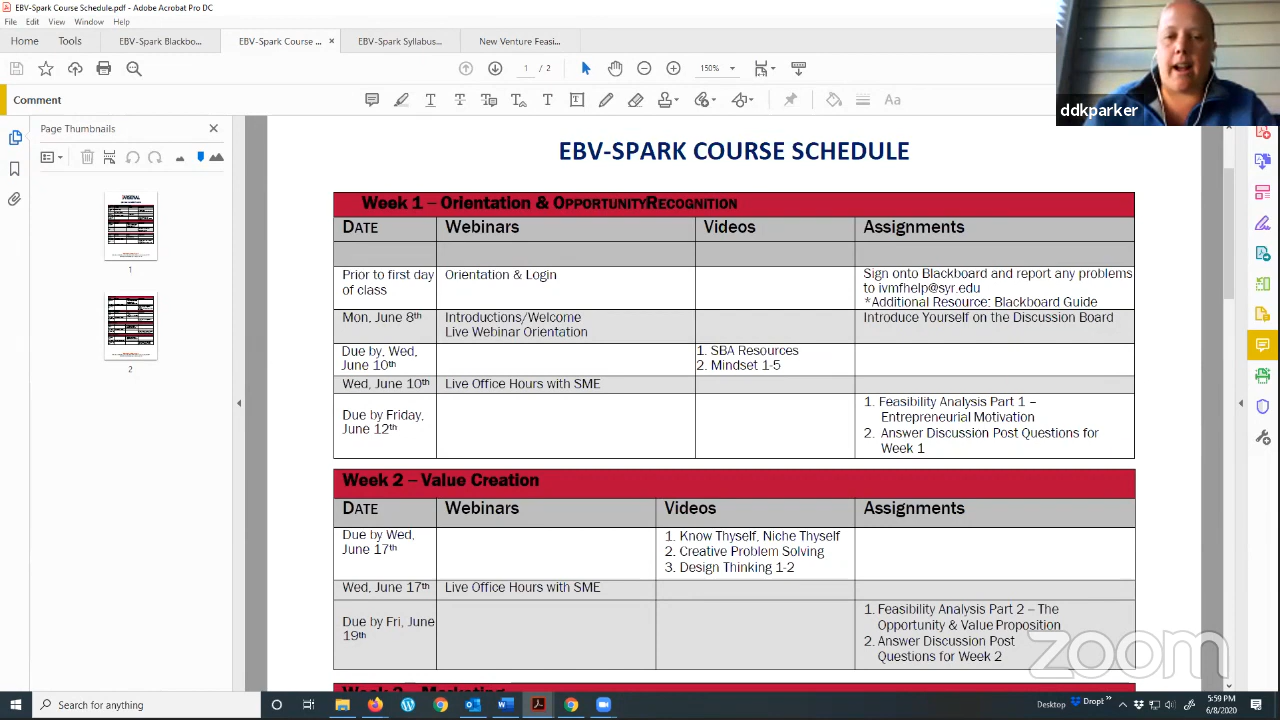 EBV-Spark Course Schedule.pdf - Adobe Acrobat Pro DC
File Edit View Window Help
Home Tools EBV-Spark Blackbo... EBV-Spark Course ... × EBV-Spark Syllabus... New Venture Feasi...
1 / 2 150%
Comment
ddkparker
Page Thumbnails
1
2
EBV-SPARK COURSE SCHEDULE
Week 1 – Orientation & OPPORTUNITYRECOGNITION
DATE Webinars Videos Assignments
Prior to first day of class
Orientation & Login
Sign onto Blackboard and report any problems
to ivmfhelp@syr.edu
*Additional Resource: Blackboard Guide
Mon, June 8th
Introductions/Welcome
Live Webinar Orientation
Introduce Yourself on the Discussion Board
Due by, Wed,
June 10th
1. SBA Resources
2. Mindset 1-5
Wed, June 10th Live Office Hours with SME
Due by Friday,
June 12th
1. Feasibility Analysis Part 1 –
Entrepreneurial Motivation
2. Answer Discussion Post Questions for
Week 1
Week 2 – Value Creation
DATE Webinars Videos Assignments
Due by Wed,
June 17th
1. Know Thyself, Niche Thyself
2. Creative Problem Solving
3. Design Thinking 1-2
Wed, June 17th Live Office Hours with SME
Due by Fri, June
19th
1. Feasibility Analysis Part 2 – The
Opportunity & Value Proposition
2. Answer Discussion Post
Questions for Week 2
zoom
Week 3 – Marketing
Search for anything
Desktop Dropl
5:59 PM
6/8/2020